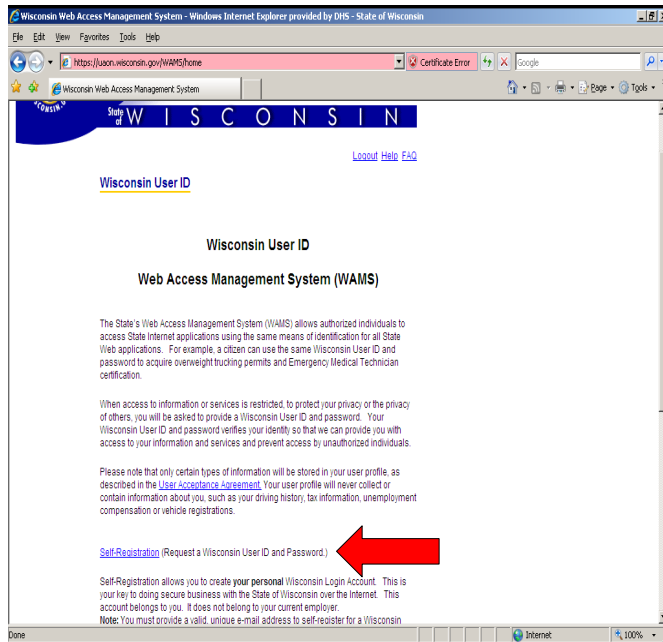 Wisconsin Web Access Management System - Windows Internet Explorer provided by DHS - State of Wisconsin
File Edit View Favorites Tools Help
https://uaon.wisconsin.gov/WAMS/home Certificate Error Google
Wisconsin Web Access Management System Page Tools
State of WISCONSIN
Logout Help FAQ
Wisconsin User ID
Wisconsin User ID
Web Access Management System (WAMS)
The State's Web Access Management System (WAMS) allows authorized individuals to
access State Internet applications using the same means of identification for all State
Web applications. For example, a citizen can use the same Wisconsin User ID and
password to acquire overweight trucking permits and Emergency Medical Technician
certification.
When access to information or services is restricted, to protect your privacy or the privacy
of others, you will be asked to provide a Wisconsin User ID and password. Your
Wisconsin User ID and password verifies your identity so that we can provide you with
access to your information and services and prevent access by unauthorized individuals.
Please note that only certain types of information will be stored in your user profile, as
described in the User Acceptance Agreement. Your user profile will never collect or
contain information about you, such as your driving history, tax information, unemployment
compensation or vehicle registrations.
Self-Registration (Request a Wisconsin User ID and Password.)
Self-Registration allows you to create your personal Wisconsin Login Account. This is
your key to doing secure business with the State of Wisconsin over the Internet. This
account belongs to you. It does not belong to your current employer.
Note: You must provide a valid, unique e-mail address to self-register for a Wisconsin
Done Internet 100%